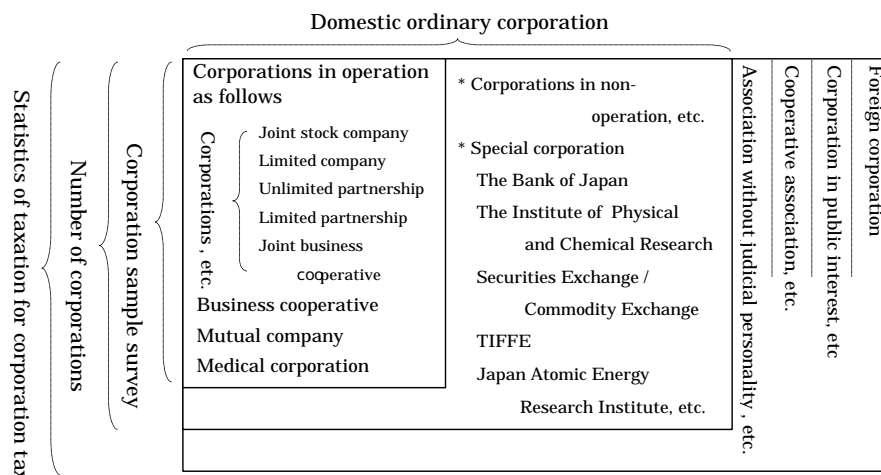 Domestic ordinary corporation
Statistics of taxation for corporation tax
Number of corporations
Corporation sample survey
Corporations in operation
as follows
Corporations , etc.
Joint stock company
Limited company
Unlimited partnership
Limited partnership
Joint business
cooperative
Business cooperative
Mutual company
Medical corporation
* Corporations in non-
operation, etc.
* Special corporation
The Bank of Japan
The Institute of Physical
and Chemical Research
Securities Exchange /
Commodity Exchange
TIFFE
Japan Atomic Energy
Research Institute, etc.
Association without judicial personality , etc.
Cooperative association, etc.
Corporation in public interest, etc
Foreign corporation